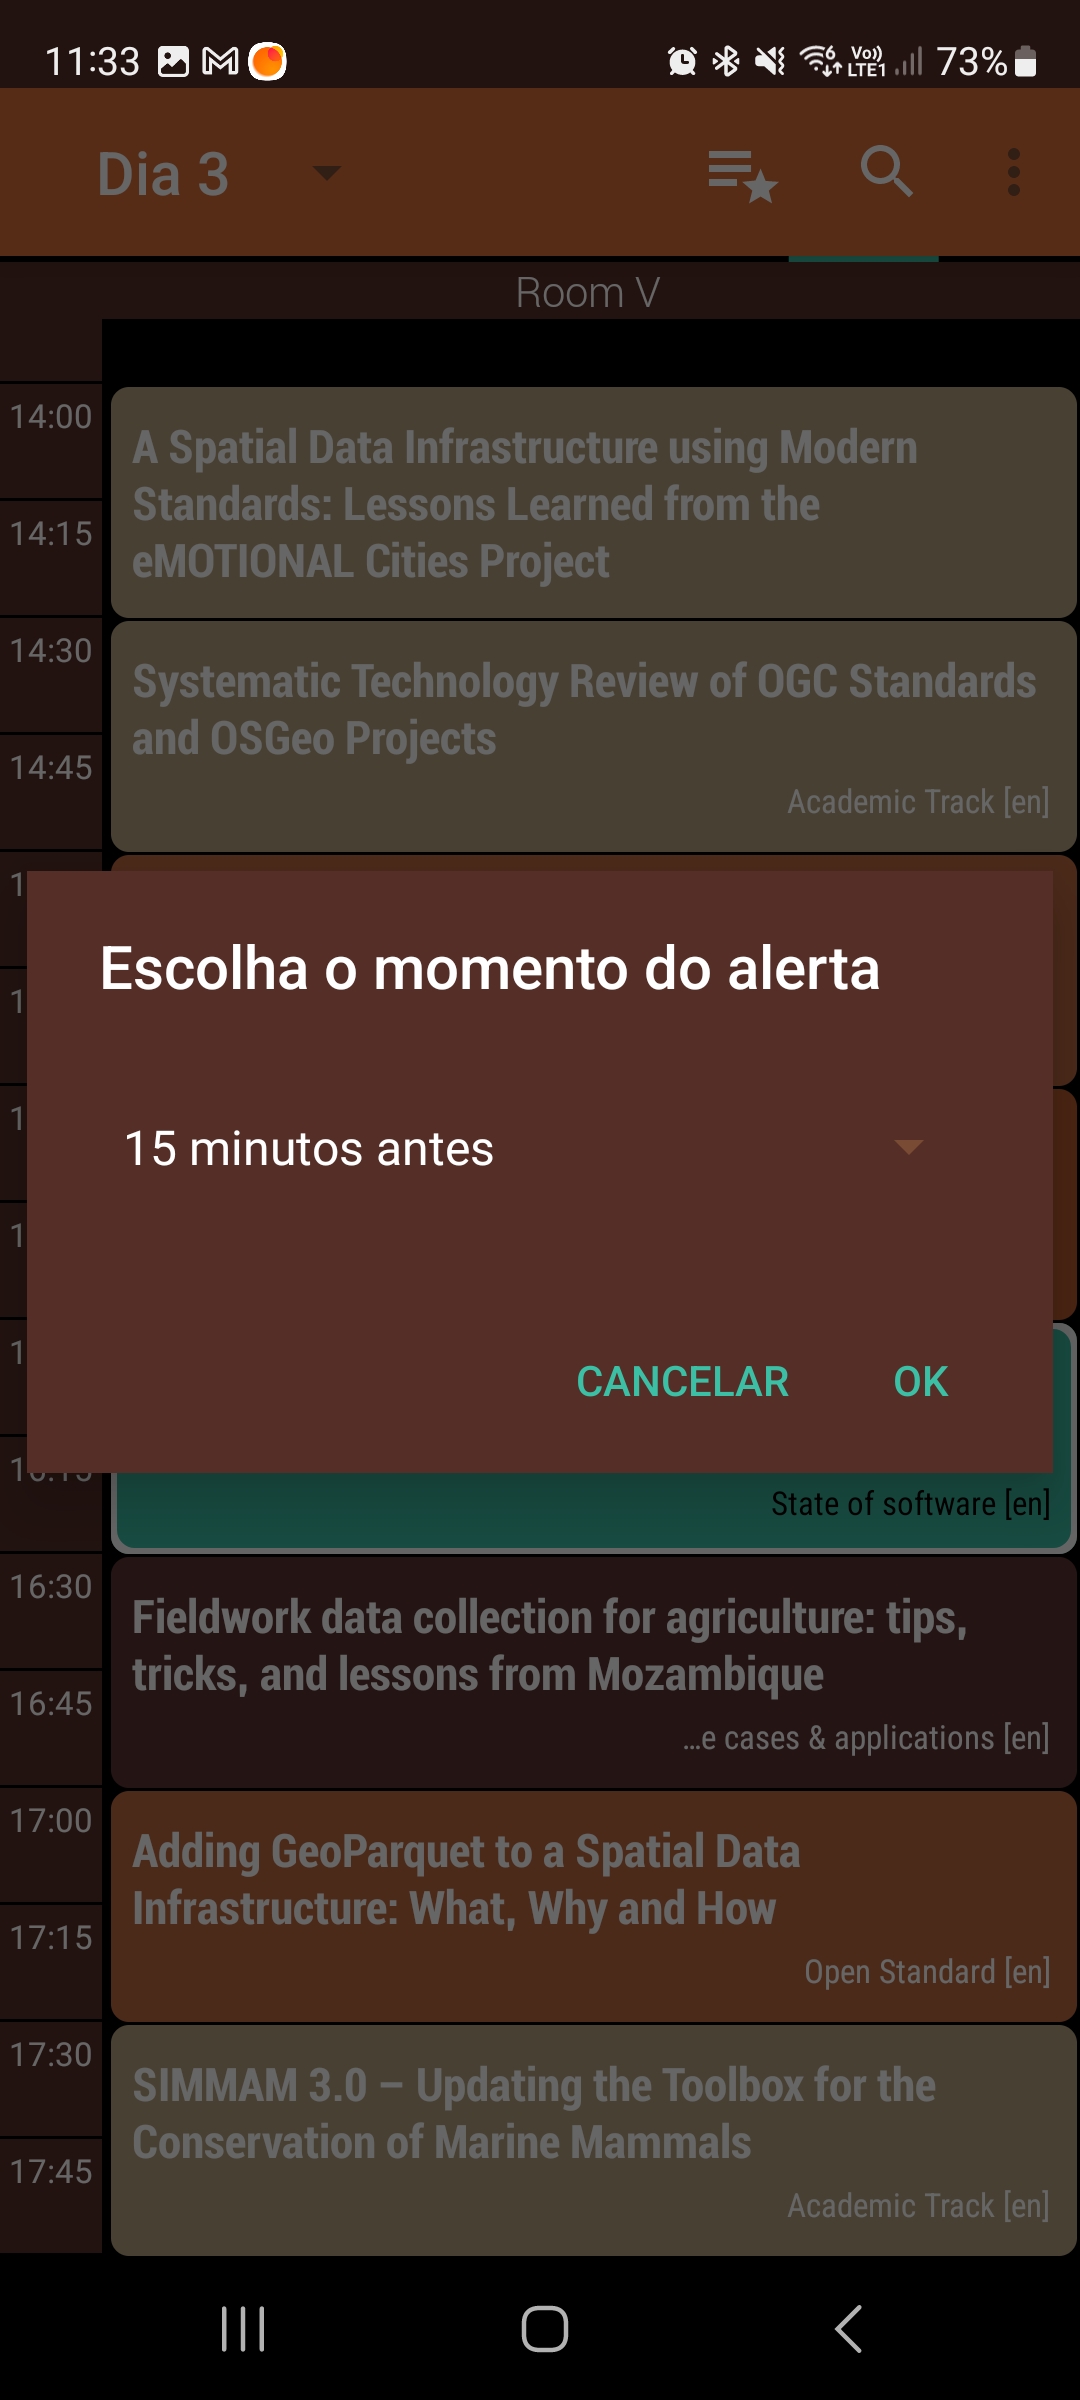 11:33
Vo))
LTE1
73%
Dia 3
Room V
14:00
A Spatial Data Infrastructure using Modern
Standards: Lessons Learned from the
14:15
eMOTIONAL Cities Project
14:30
Systematic Technology Review of OGC Standards
and OSGeo Projects
14:45
Academic Track [en]
Escolha o momento do alerta
15 minutos antes
CANCELAR OK
State of software [en]
16:30
Fieldwork data collection for agriculture: tips,
tricks, and lessons from Mozambique
16:45
...e cases & applications [en]
17:00
Adding GeoParquet to a Spatial Data
Infrastructure: What, Why and How
17:15
Open Standard [en]
17:30
SIMMAM 3.0 – Updating the Toolbox for the
Conservation of Marine Mammals
17:45
Academic Track [en]